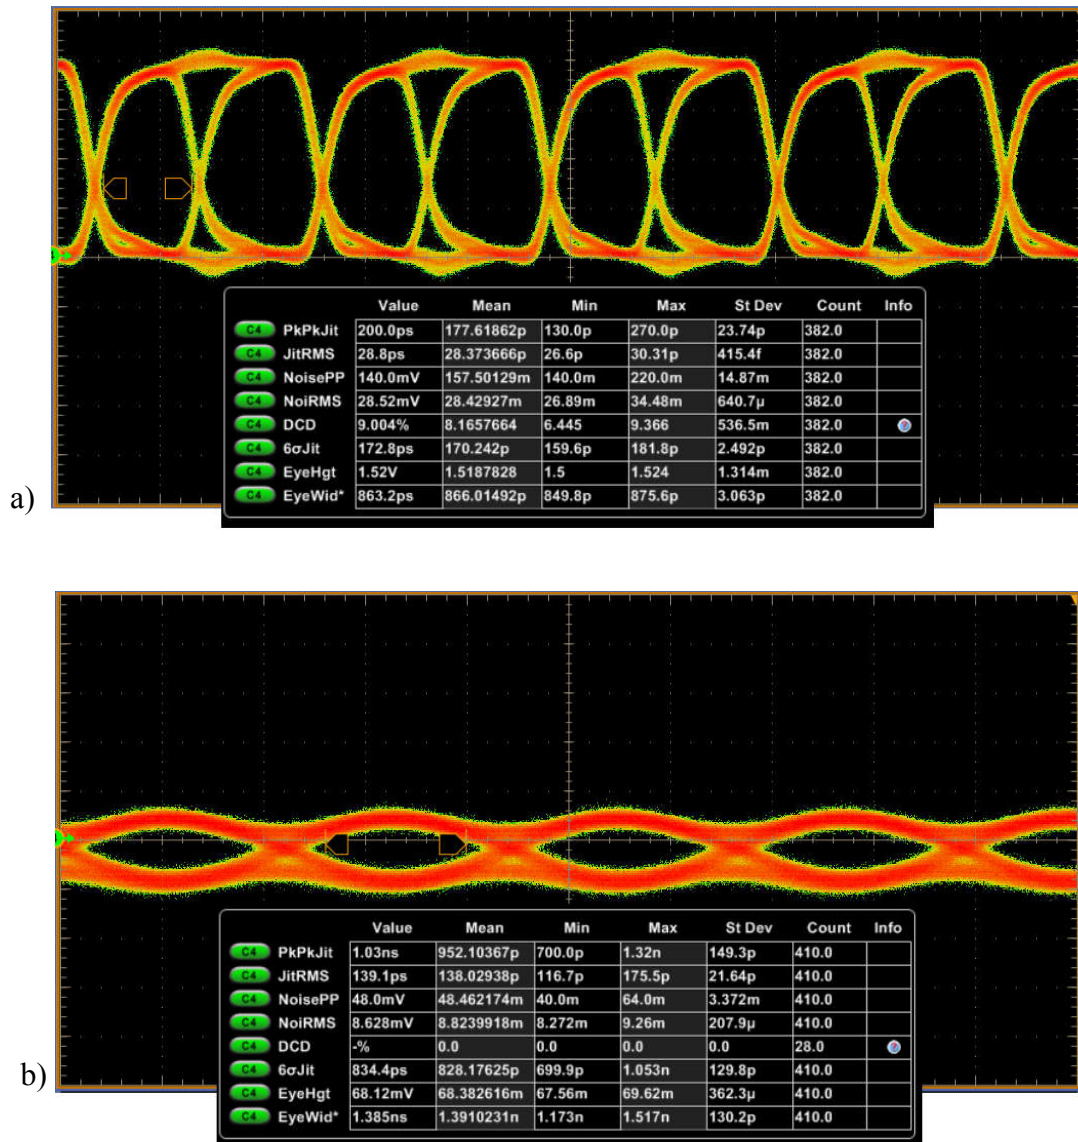 Value Mean Min Max St Dev Count Info
C4 PkPkJit 200.0ps 177.61862p 130.0p 270.0p 23.74p 382.0
C4 JitRMS 28.8ps 28.373666p 26.6p 30.31p 415.4f 382.0
C4 NoisePP 140.0mV 157.50129m 140.0m 220.0m 14.87m 382.0
C4 NoiRMS 28.52mV 28.42927m 26.89m 34.48m 640.7µ 382.0
C4 DCD 9.004% 8.1657664 6.445 9.366 536.5m 382.0
C4 6σJit 172.8ps 170.242p 159.6p 181.8p 2.492p 382.0
C4 EyeHgt 1.52V 1.5187828 1.5 1.524 1.314m 382.0
C4 EyeWid* 863.2ps 866.01492p 849.8p 875.6p 3.063p 382.0
a)
Value Mean Min Max St Dev Count Info
C4 PkPkJit 1.03ns 952.10367p 700.0p 1.32n 149.3p 410.0
C4 JitRMS 139.1ps 138.02938p 116.7p 175.5p 21.64p 410.0
C4 NoisePP 48.0mV 48.462174m 40.0m 64.0m 3.372m 410.0
C4 NoiRMS 8.628mV 8.8239918m 8.272m 9.26m 207.9µ 410.0
C4 DCD -% 0.0 0.0 0.0 0.0 28.0
C4 6σJit 834.4ps 828.17625p 699.9p 1.053n 129.8p 410.0
C4 EyeHgt 68.12mV 68.382616m 67.56m 69.62m 362.3µ 410.0
C4 EyeWid* 1.385ns 1.3910231n 1.173n 1.517n 130.2p 410.0
b)